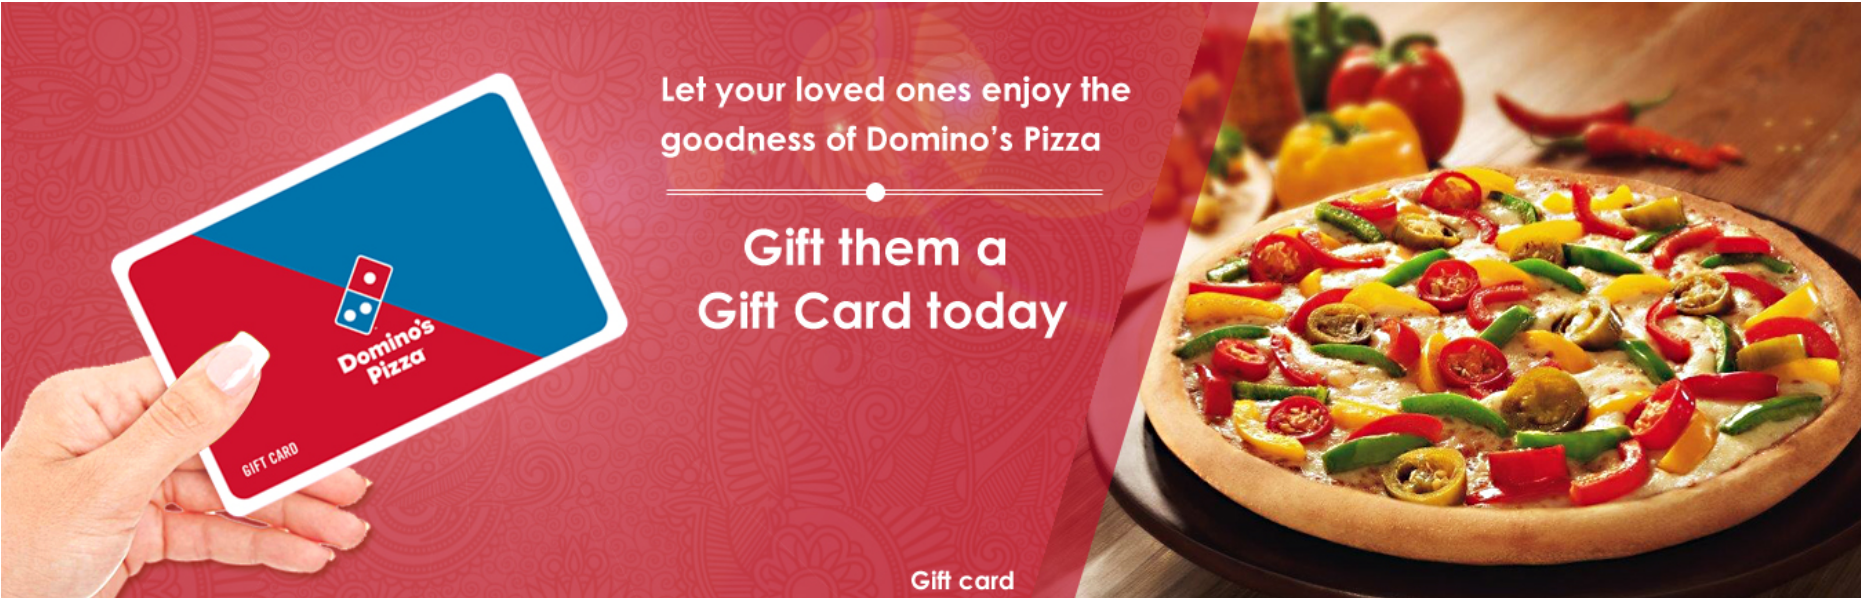 Let your loved ones enjoy the
goodness of Domino's Pizza
Gift them a
Gift Card today
Domino's
Pizza
GIFT CARD
Gift card